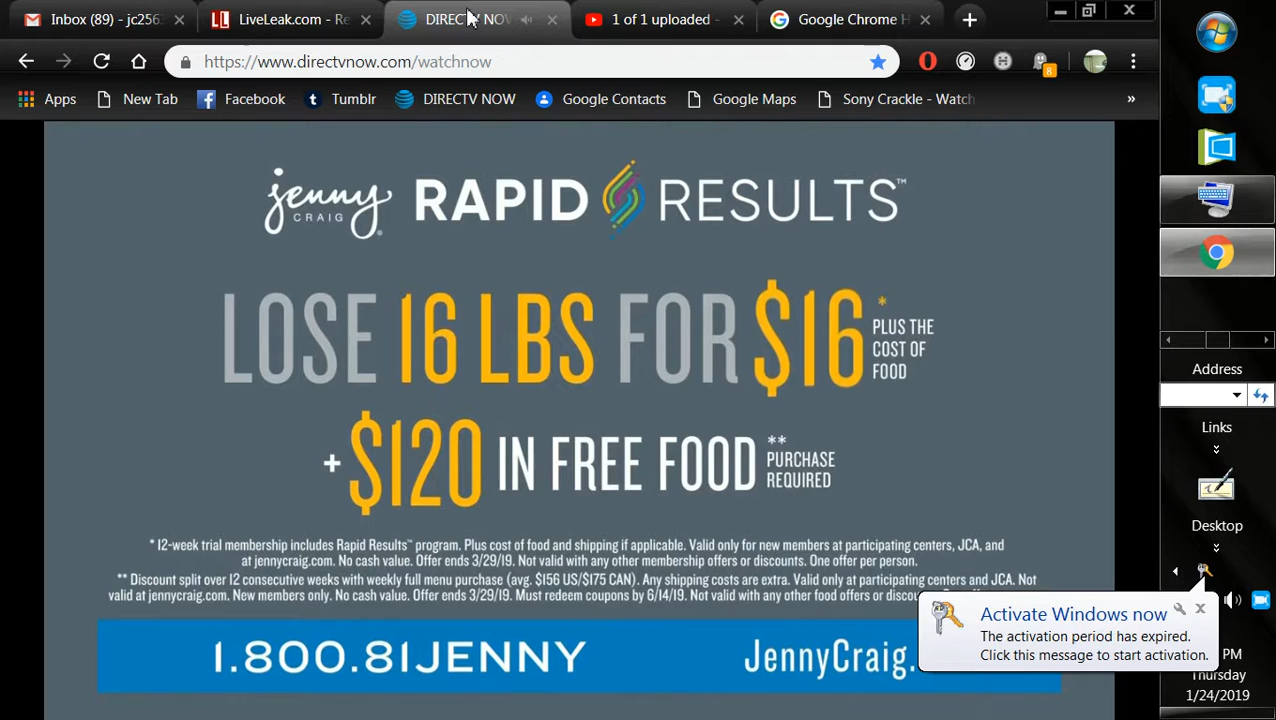 Inbox (89) - jc256
LiveLeak.com - Re
DIRECTV NOW
1 of 1 uploaded -
Google Chrome H
https://www.directvnow.com/watchnow
8
Apps
New Tab
Facebook
Tumblr
DIRECTV NOW
Google Contacts
Google Maps
Sony Crackle - Watch
»
jenny CRAIG® RAPID RESULTS™
LOSE 16 LBS FOR $16* PLUS THE COST OF FOOD
+ $120 IN FREE FOOD** PURCHASE REQUIRED
* 12-week trial membership includes Rapid Results™ program. Plus cost of food and shipping if applicable. Valid only for new members at participating centers, JCA, and
at jennycraig.com. No cash value. Offer ends 3/29/19. Not valid with any other membership offers or discounts. One offer per person.
** Discount split over 12 consecutive weeks with weekly full menu purchase (avg. $156 US/$175 CAN). Any shipping costs are extra. Valid only at participating centers and JCA. Not
valid at jennycraig.com. New members only. No cash value. Offer ends 3/29/19. Must redeem coupons by 6/14/19. Not valid with any other food offers or
1.800.81JENNY
JennyCraig.
Address
Links
Desktop
Activate Windows now
The activation period has expired.
Click this message to start activation.
PM
Thursday
1/24/2019